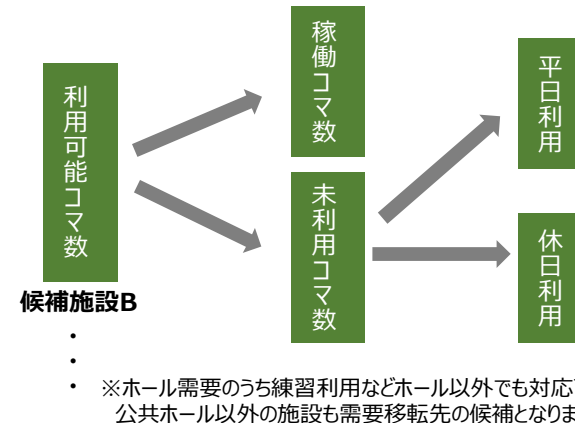 利用可能コマ数
稼働コマ数
未利用コマ数
平日利用
休日利用
候補施設B
・
・
・
※ホール需要のうち練習利用などホール以外でも対応
公共ホール以外の施設も需要移転先の候補となりま